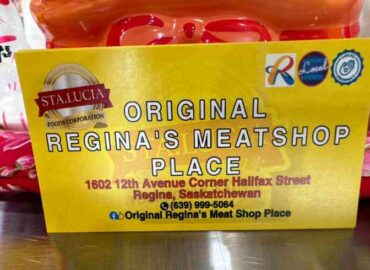 STA.LUCIA
FOODS CORPORATION
Local
ORIGINAL
REGINA'S MEATSHOP
PLACE
1602 12th Avenue Corner Halifax Street
Regina, Saskatchewan
(639) 999-5064
Original Regina's Meat Shop Place